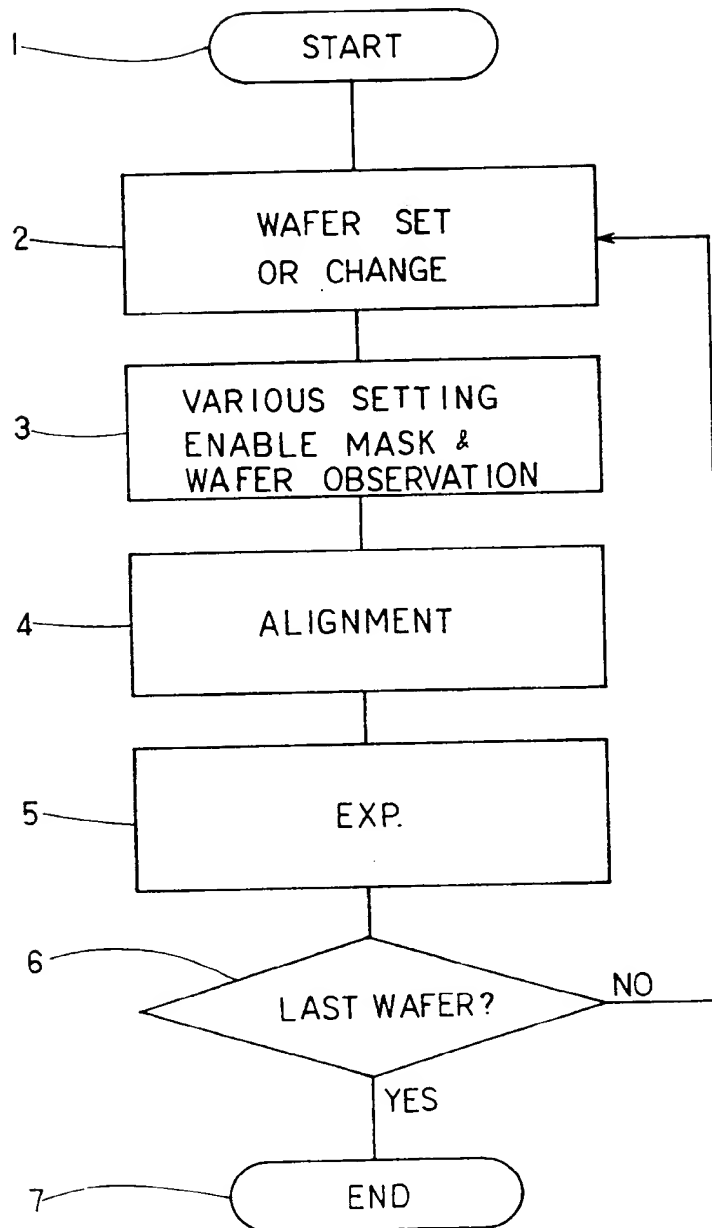 1
START
2
WAFER SET
OR CHANGE
3
VARIOUS SETTING
ENABLE MASK &
WAFER OBSERVATION
4
ALIGNMENT
5
EXP.
6
LAST WAFER?
NO
YES
7
END